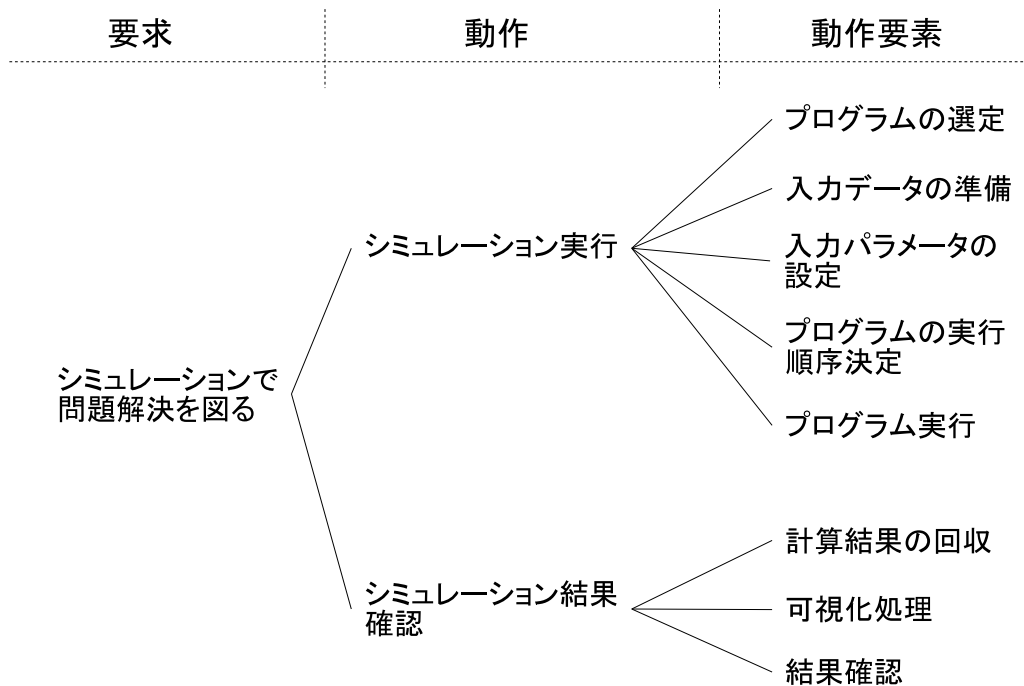 要求
動作
動作要素
シミュレーションで
問題解決を図る
シミュレーション実行
プログラムの選定
入力データの準備
入力パラメータの
設定
プログラムの実行
順序決定
プログラム実行
シミュレーション結果
確認
計算結果の回収
可視化処理
結果確認